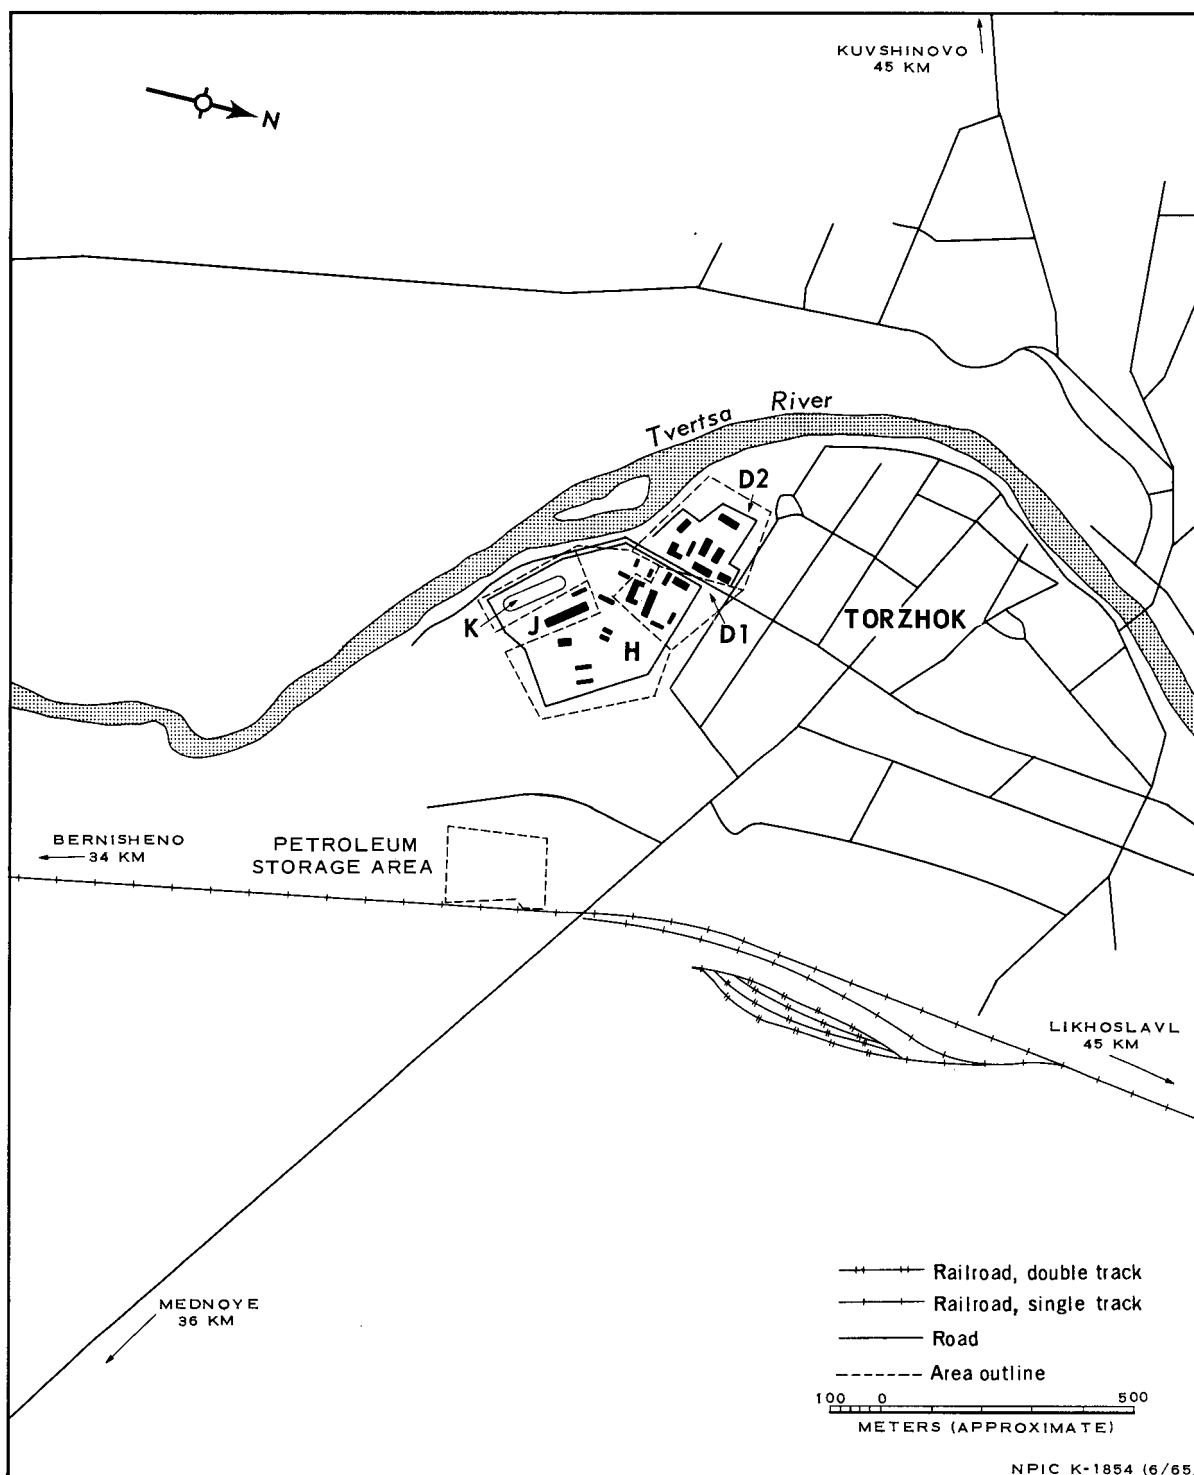 KUVSHINOVO
45 KM
N
Tvertsa River
D2
K
J
H
D1
TORZHOK
BERNISHENO
34 KM
PETROLEUM
STORAGE AREA
LIKHOSLAVL
45 KM
MEDNOYE
36 KM
Railroad, double track
Railroad, single track
Road
Area outline
100 0 500
METERS (APPROXIMATE)
NPIC K-1854 (6/65)